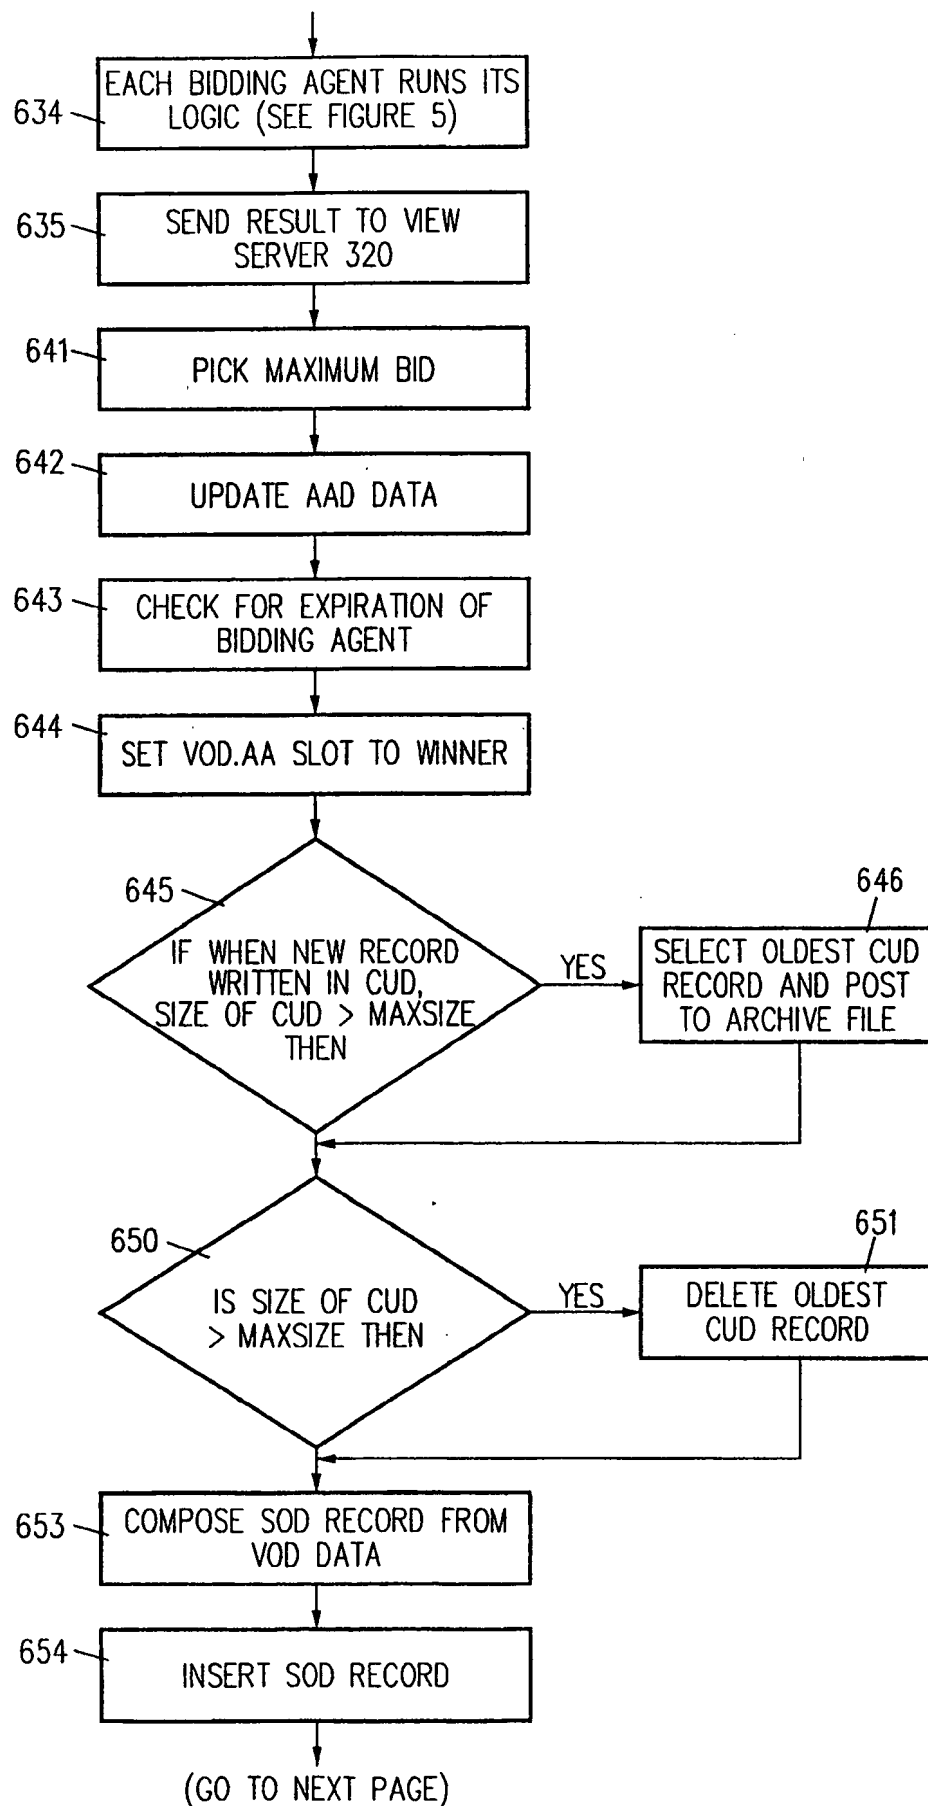 EACH BIDDING AGENT RUNS ITS
LOGIC (SEE FIGURE 5)
634
SEND RESULT TO VIEW
SERVER 320
635
641
PICK MAXIMUM BID
642
UPDATE AAD DATA
643
CHECK FOR EXPIRATION OF
BIDDING AGENT
644
SET VOD.AA SLOT TO WINNER
645
IF WHEN NEW RECORD
WRITTEN IN CUD,
SIZE OF CUD > MAXSIZE
THEN
YES
646
SELECT OLDEST CUD
RECORD AND POST
TO ARCHIVE FILE
650
IS SIZE OF CUD
> MAXSIZE THEN
YES
651
DELETE OLDEST
CUD RECORD
653
COMPOSE SOD RECORD FROM
VOD DATA
654
INSERT SOD RECORD
(GO TO NEXT PAGE)